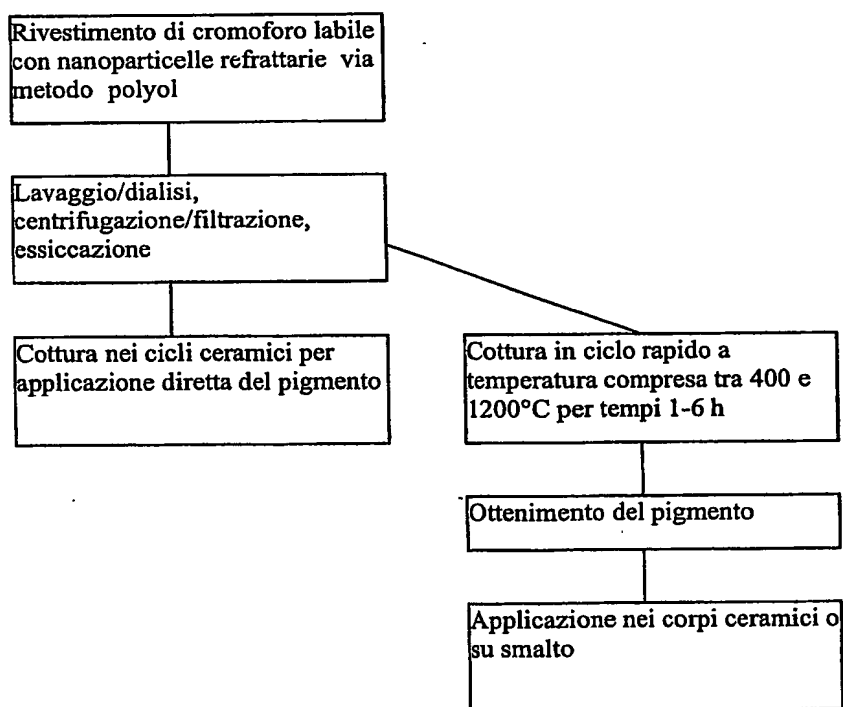 Rivestimento di cromoforo labile
con nanoparticelle refrattarie via
metodo polyol
Lavaggio/dialisi,
centrifugazione/filtrazione,
essiccazione
Cottura nei cicli ceramici per
applicazione diretta del pigmento
Cottura in ciclo rapido a
temperatura compresa tra 400 e
1200°C per tempi 1-6 h
Ottenimento del pigmento
Applicazione nei corpi ceramici o
su smalto